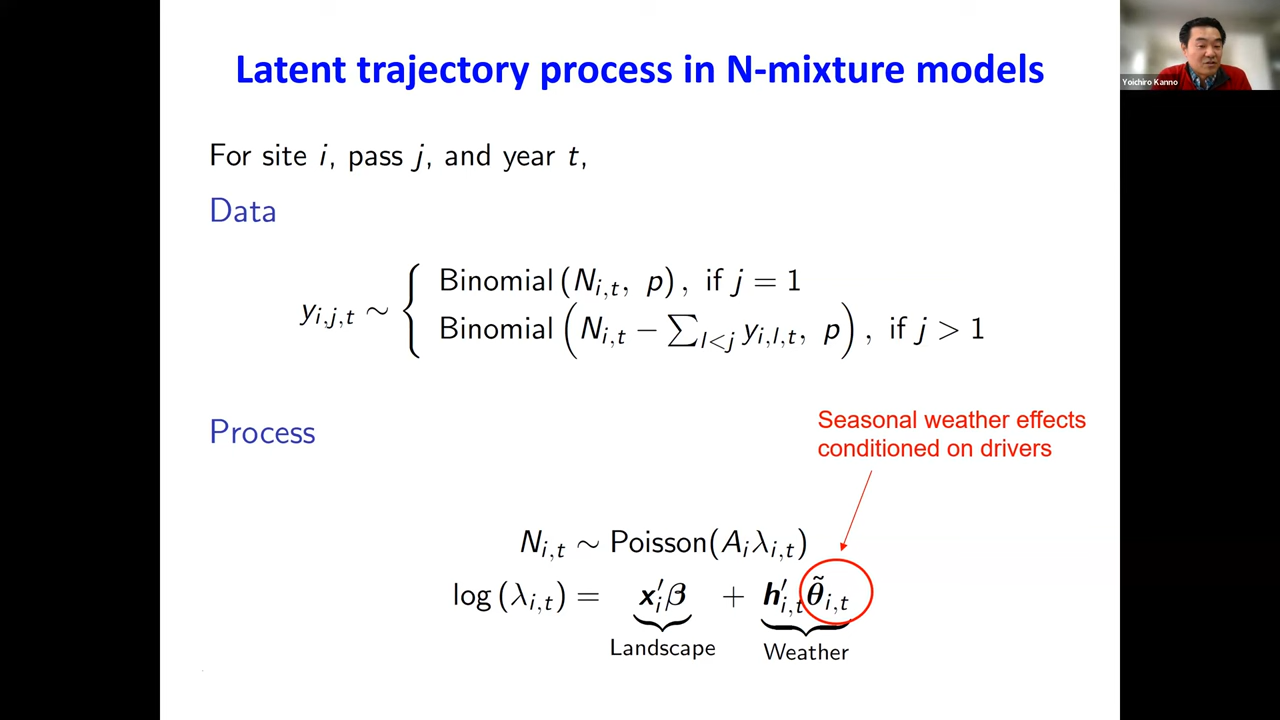 Latent trajectory process in N-mixture models
Yoichiro Kanno
For site i, pass j, and year t,
Data
y_{i,j,t} ∼ { Binomial (N_{i,t}, p), if j = 1
Binomial (N_{i,t} − ∑_{l<j} y_{i,l,t}, p), if j > 1
Seasonal weather effects
conditioned on drivers
Process
N_{i,t} ∼ Poisson(A_i λ_{i,t})
log (λ_{i,t}) = x′_i β + h′_{i,t} θ̃_{i,t}
Landscape Weather